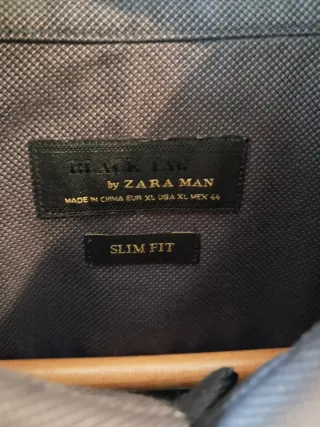 BLACK TAG
by ZARA MAN
MADE IN CHINA EUR XL USA XL MEX 44
SLIM FIT